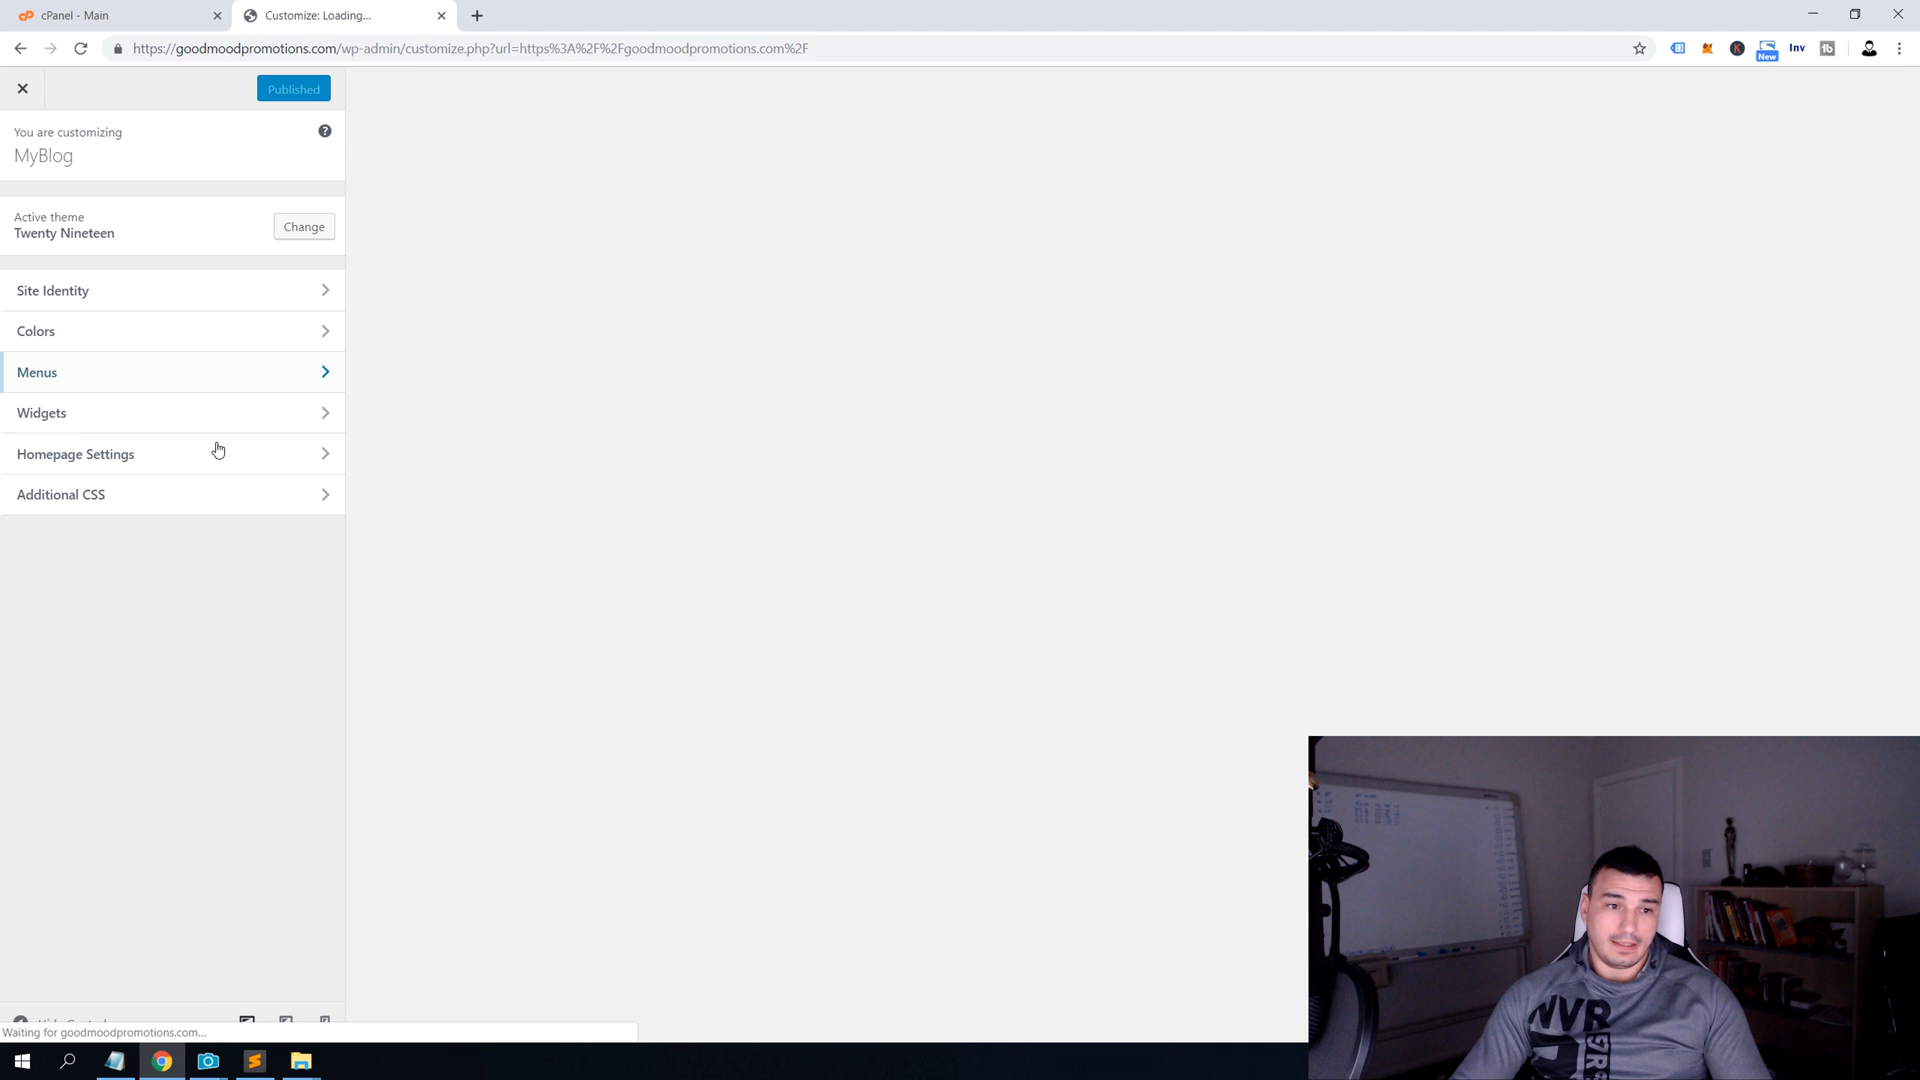 cPanel - Main
Customize: Loading...
https://goodmoodpromotions.com/wp-admin/customize.php?url=https%3A%2F%2Fgoodmoodpromotions.com%2F
New
Inv
Published
You are customizing
MyBlog
Active theme
Twenty Nineteen
Change
Site Identity
Colors
Menus
Widgets
Homepage Settings
Additional CSS
Waiting for goodmoodpromotions.com...
NVR